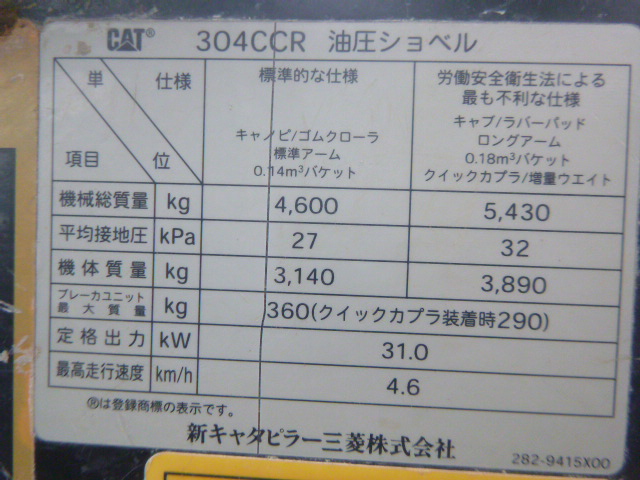 CAT® 304CCR 油圧ショベル
単位 仕様 項目
標準的な仕様
キャノピ/ゴムクローラ
標準アーム
0.14m³バケット
労働安全衛生法による
最も不利な仕様
キャブ/ラバーパッド
ロングアーム
0.18m³バケット
クイックカプラ/増量ウエイト
機械総質量 kg 4,600 5,430
平均接地圧 kPa 27 32
機体質量 kg 3,140 3,890
ブレーカユニット
最大質量 kg 360(クイックカプラ装着時290)
定格出力 kW 31.0
最高走行速度 km/h 4.6
®は登録商標の表示です。
新キャタピラー三菱株式会社
282-9415X00